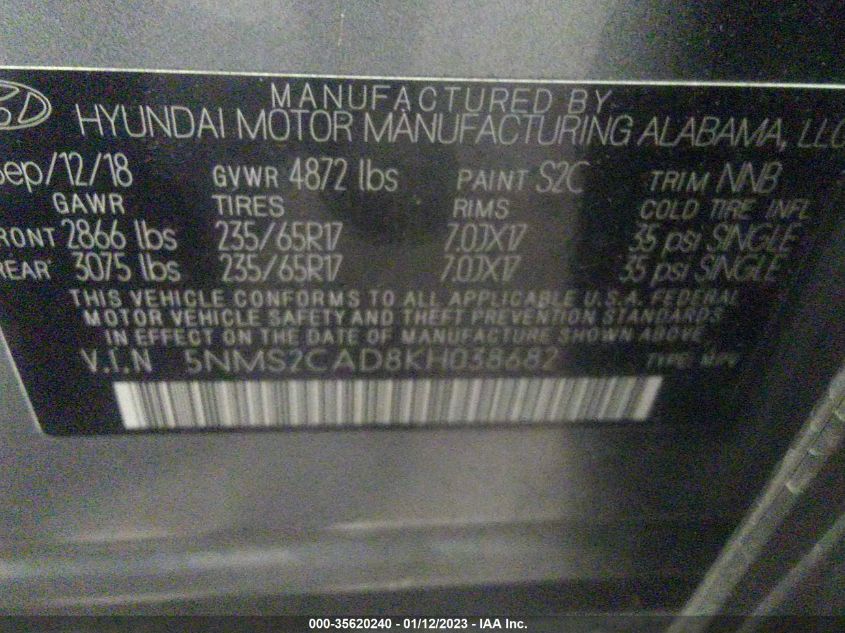 MANUFACTURED BY
HYUNDAI MOTOR MANUFACTURING ALABAMA, LLC
Sep/12/18 GVWR 4872 lbs PAINT S2C TRIM NNB
GAWR TIRES RIMS COLD TIRE INFL
FRONT 2866 lbs 235/65R17 7.0JX17 35 psi SINGLE
REAR 3075 lbs 235/65R17 7.0JX17 35 psi SINGLE
THIS VEHICLE CONFORMS TO ALL APPLICABLE U.S.A. FEDERAL
MOTOR VEHICLE SAFETY AND THEFT PREVENTION STANDARDS
IN EFFECT ON THE DATE OF MANUFACTURE SHOWN ABOVE.
V.I.N 5NMS2CAD8KH038682 TYPE: MPV
000-35620240 - 01/12/2023 - IAA Inc.